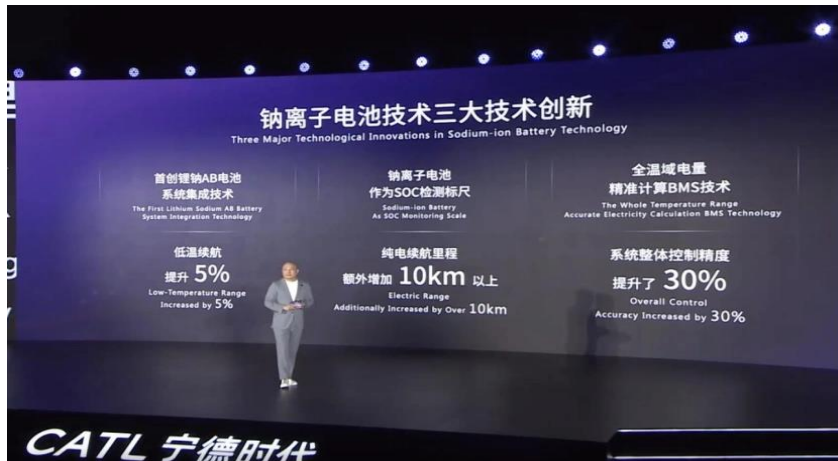 钠离子电池技术三大技术创新
Three Major Technological Innovations in Sodium-ion Battery Technology
首创锂钠AB电池
系统集成技术
The First Lithium Sodium AB Battery
System Integration Technology
低温续航
提升 5%
Low-Temperature Range
Increased by 5%
钠离子电池
作为SOC检测标尺
Sodium-ion Battery
As SOC Monitoring Scale
纯电续航里程
额外增加 10km 以上
Electric Range
Additionally Increased by Over 10km
全温域电量
精准计算BMS技术
The Whole Temperature Range
Accurate Electricity Calculation BMS Technology
系统整体控制精度
提升了 30%
Overall Control
Accuracy Increased by 30%
CATL 宁德时代